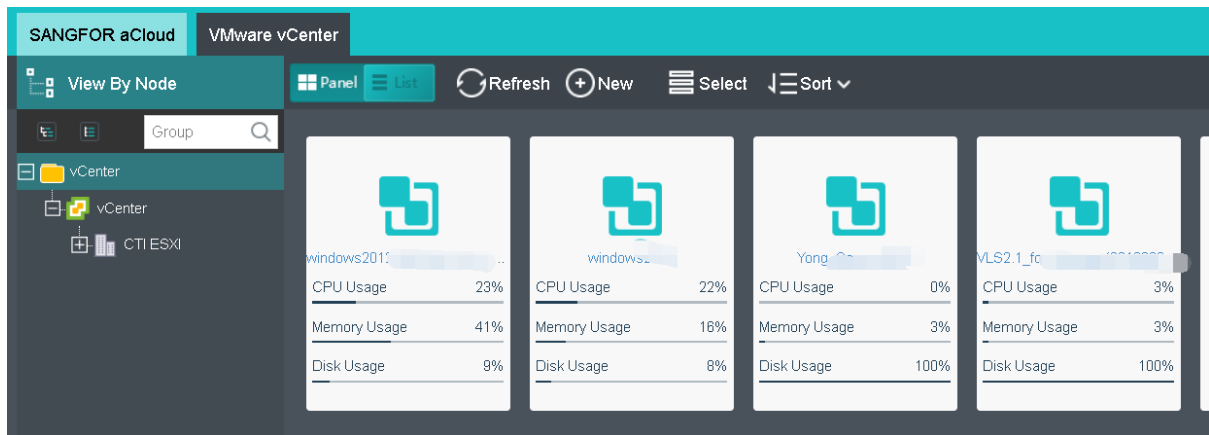 SANGFOR aCloud VMware vCenter
View By Node Panel List Refresh New Select Sort
Group
vCenter
vCenter
CTI ESXI
CPU Usage 23% CPU Usage 22% CPU Usage 0% CPU Usage 3%
Memory Usage 41% Memory Usage 16% Memory Usage 3% Memory Usage 3%
Disk Usage 9% Disk Usage 8% Disk Usage 100% Disk Usage 100%